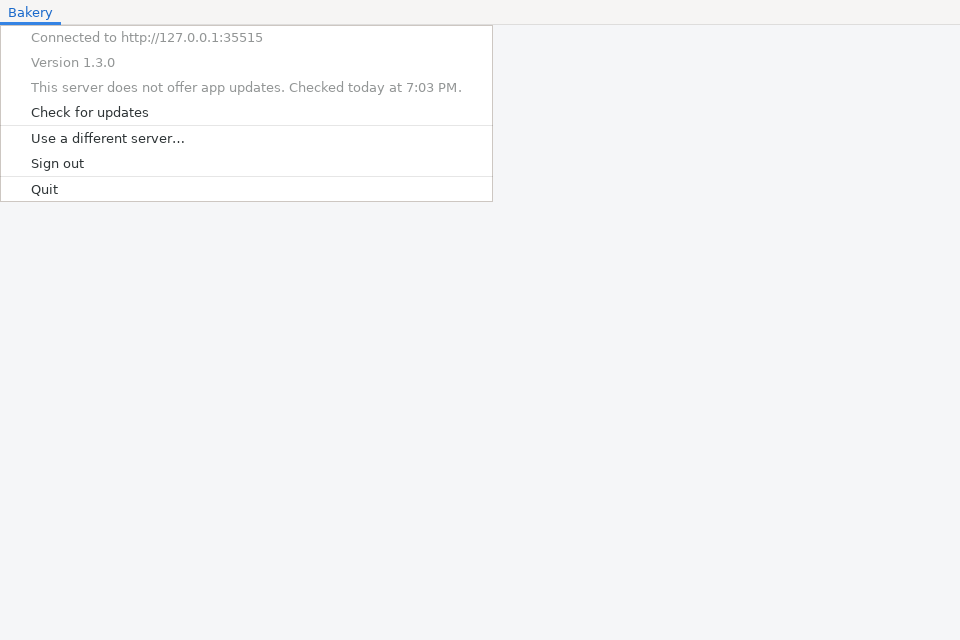 Bakery
Connected to http://127.0.0.1:35515
Version 1.3.0
This server does not offer app updates. Checked today at 7:03 PM.
Check for updates
Use a different server...
Sign out
Quit